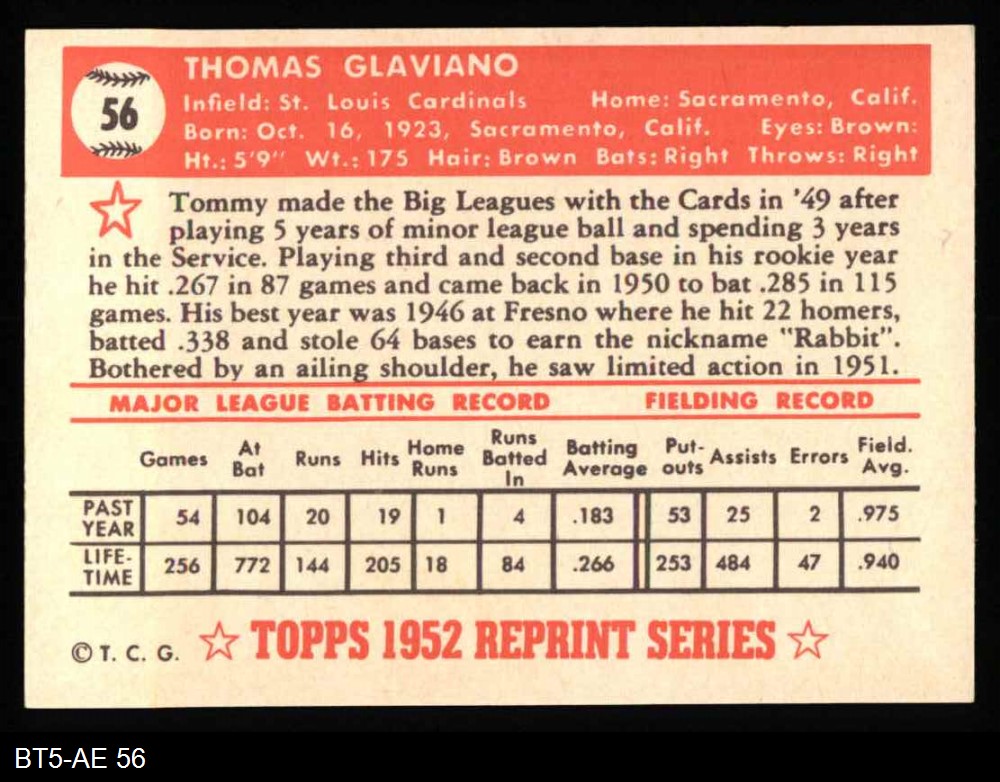 56
THOMAS GLAVIANO
Infield: St. Louis Cardinals Home: Sacramento, Calif.
Born: Oct. 16, 1923, Sacramento, Calif. Eyes: Brown:
Ht.: 5'9" Wt.: 175 Hair: Brown Bats: Right Throws: Right
Tommy made the Big Leagues with the Cards in '49 after
playing 5 years of minor league ball and spending 3 years
in the Service. Playing third and second base in his rookie year
he hit .267 in 87 games and came back in 1950 to bat .285 in 115
games. His best year was 1946 at Fresno where he hit 22 homers,
batted .338 and stole 64 bases to earn the nickname "Rabbit".
Bothered by an ailing shoulder, he saw limited action in 1951.
MAJOR LEAGUE BATTING RECORD FIELDING RECORD
Games At Bat Runs Hits Home Runs Runs Batted In Batting Average Put-outs Assists Errors Field. Avg.
PAST YEAR 54 104 20 19 1 4 .183 53 25 2 .975
LIFE-TIME 256 772 144 205 18 84 .266 253 484 47 .940
© T. C. G. TOPPS 1952 REPRINT SERIES
BT5-AE 56